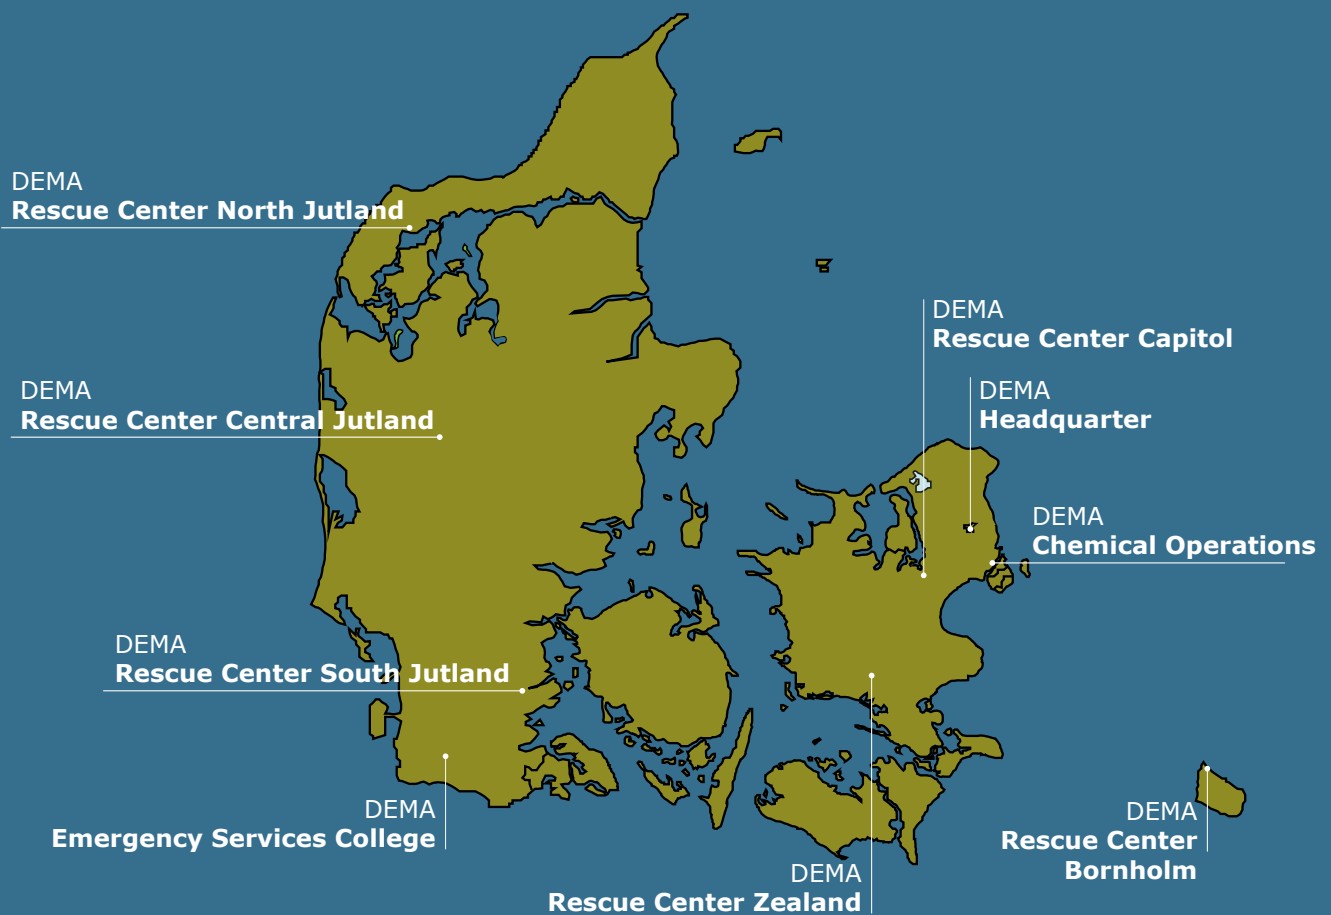 DEMA
Rescue Center North Jutland
DEMA
Rescue Center Capitol
DEMA
Headquarter
DEMA
Rescue Center Central Jutland
DEMA
Chemical Operations
DEMA
Rescue Center South Jutland
DEMA
Emergency Services College
DEMA
Rescue Center
Bornholm
DEMA
Rescue Center Zealand